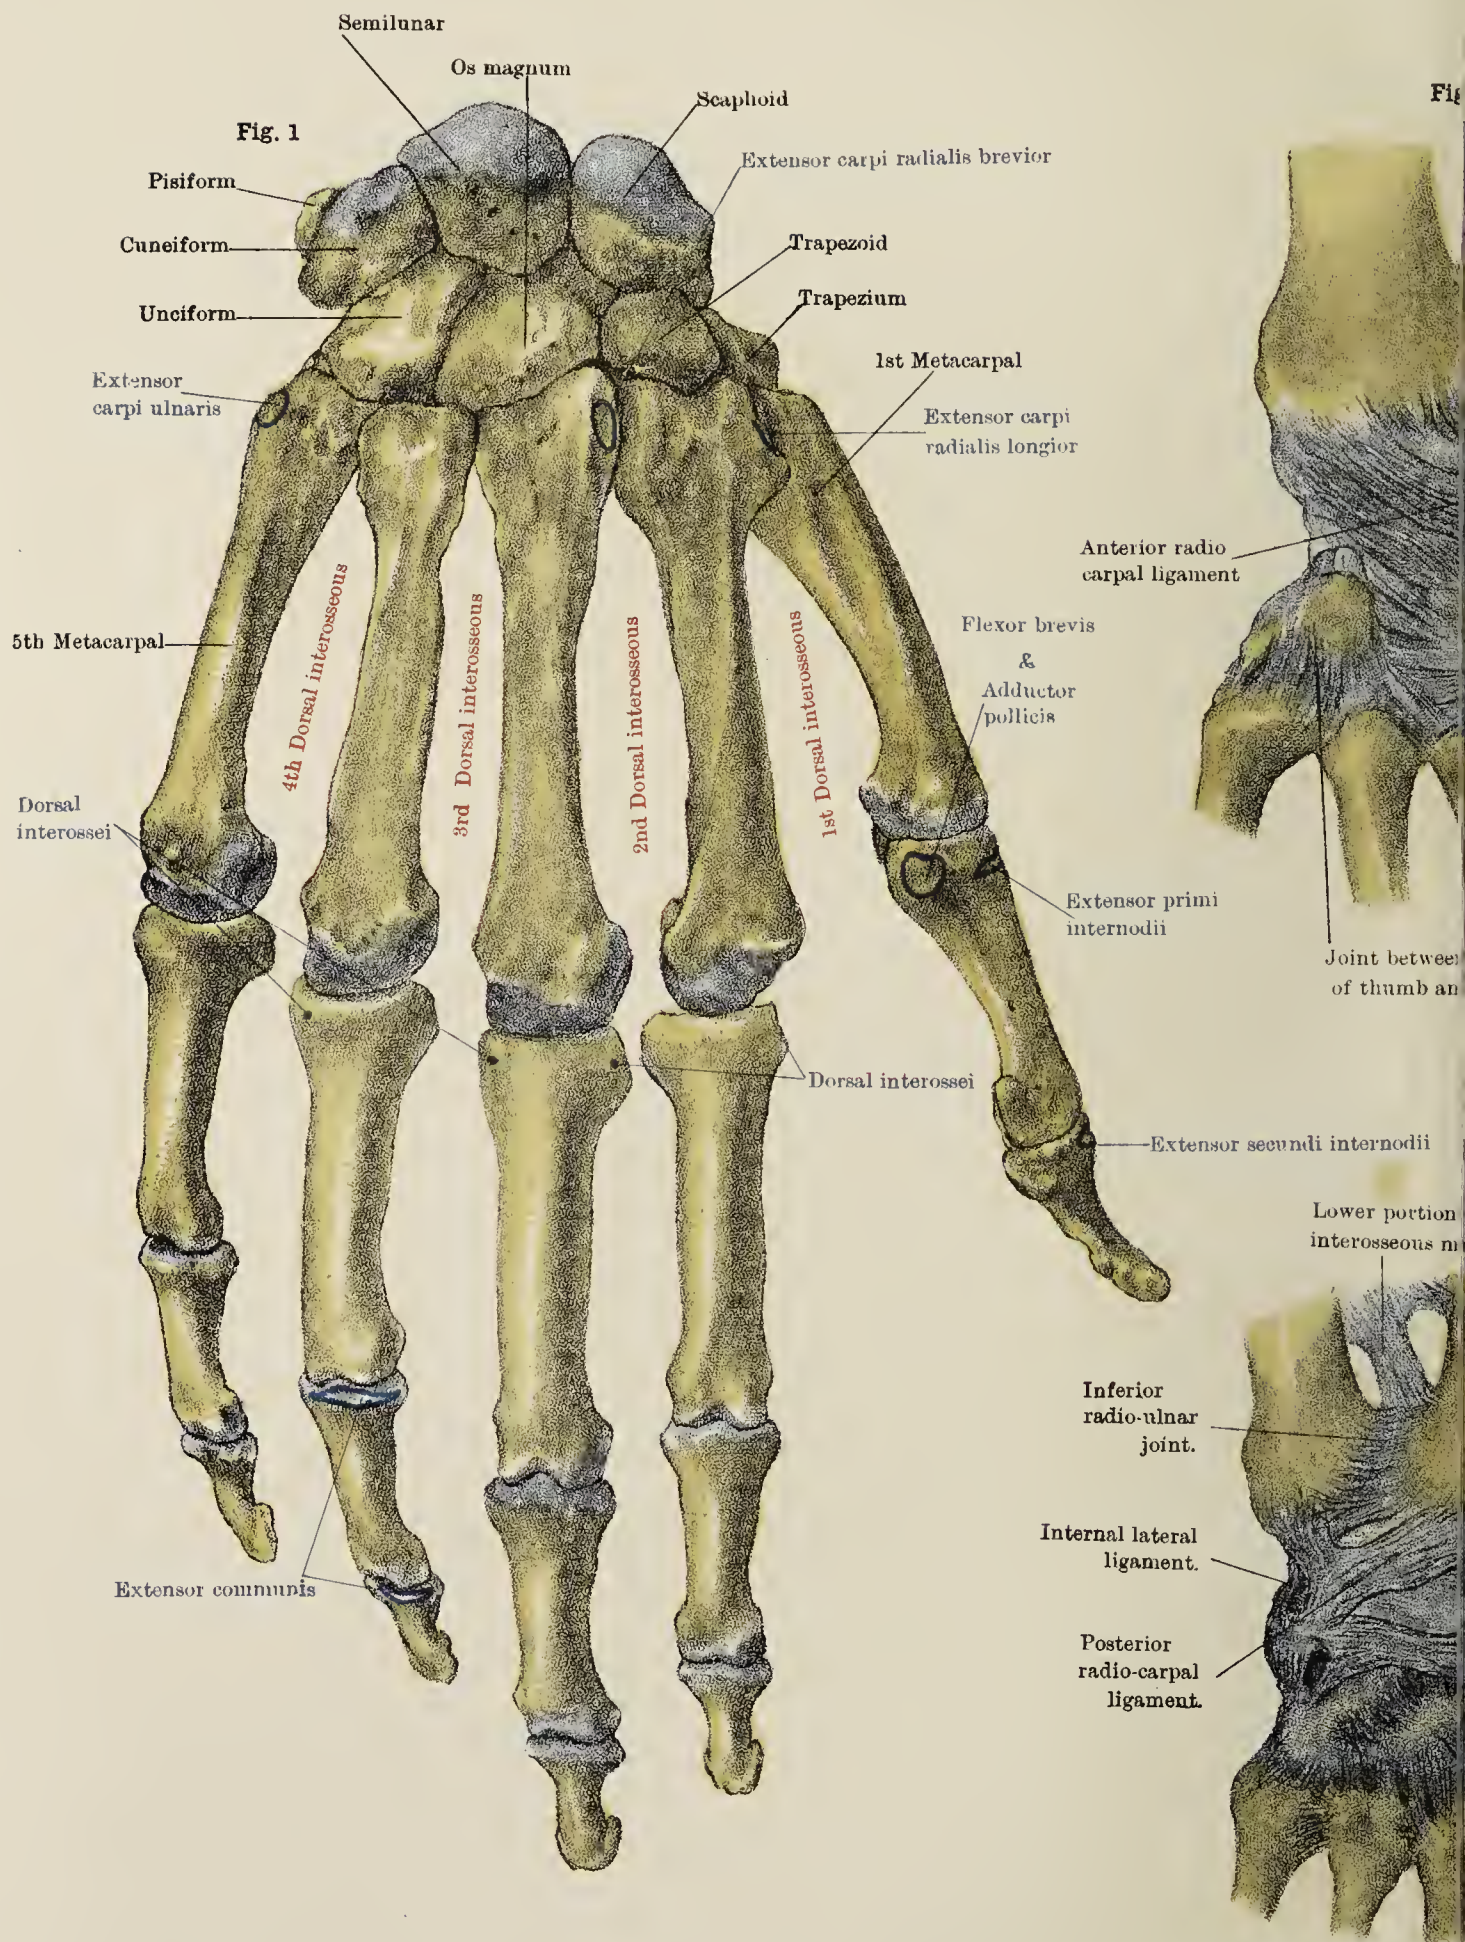 Semilunar
Os magnum
Scaphoid
Fig. 1
Extensor carpi radialis brevior
Pisiform
Cuneiform
Trapezoid
Unciform
Trapezium
1st Metacarpal
Extensor
carpi ulnaris
Extensor carpi
radialis longior
Anterior radio
carpal ligament
5th Metacarpal
4th Dorsal interosseous
3rd Dorsal interosseous
2nd Dorsal interosseous
1st Dorsal interosseous
Flexor brevis
&
Adductor
pollicis
Dorsal
interossei
Extensor primi
internodii
Joint between
of thumb an
Dorsal interossei
Extensor secundi internodii
Lower portion
interosseous m
Inferior
radio-ulnar
joint.
Internal lateral
ligament.
Extensor communis
Posterior
radio-carpal
ligament.